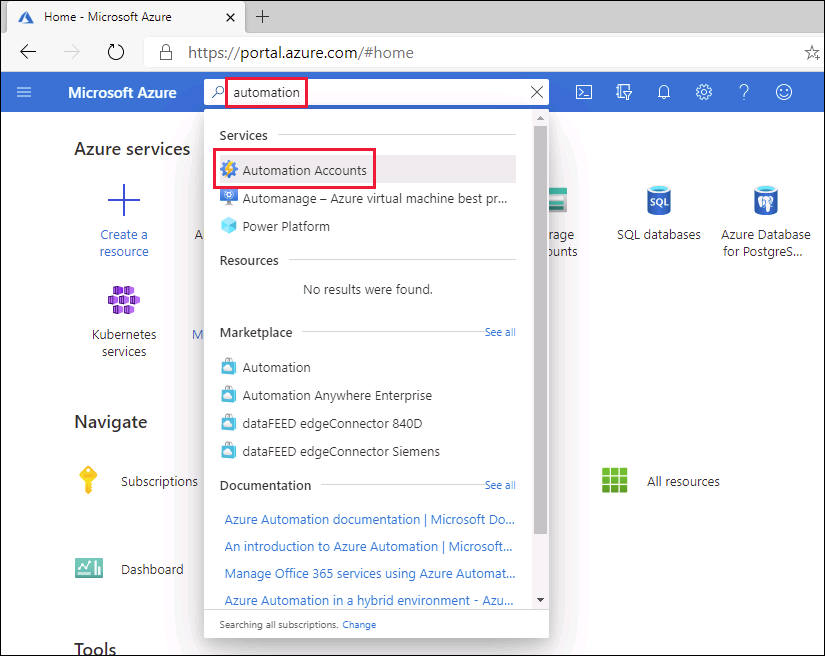 Home - Microsoft Azure
https://portal.azure.com/#home
Microsoft Azure
automation
Azure services
Create a
resource
A
Services
Automation Accounts
Automanage – Azure virtual machine best pr...
Power Platform
Resources
No results were found.
Marketplace
See all
Automation
Automation Anywhere Enterprise
dataFEED edgeConnector 840D
dataFEED edgeConnector Siemens
Documentation
See all
Azure Automation documentation | Microsoft Do...
An introduction to Azure Automation | Microsoft...
Manage Office 365 services using Azure Automat...
Azure Automation in a hybrid environment - Azu...
Searching all subscriptions. Change
rage
ounts
SQL
SQL databases
Azure Database
for PostgreS...
Kubernetes
services
M
Navigate
Subscriptions
All resources
Dashboard
Tools